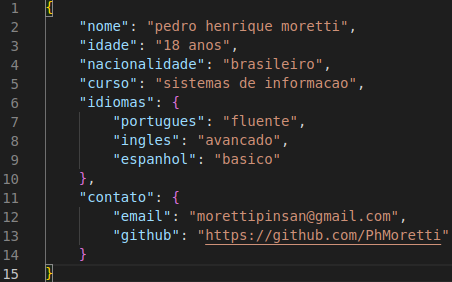 1 {
2 "nome": "pedro henrique moretti",
3 "idade": "18 anos",
4 "nacionalidade": "brasileiro",
5 "curso": "sistemas de informacao",
6 "idiomas": {
7 "portugues": "fluente",
8 "ingles": "avancado",
9 "espanhol": "basico"
10 },
11 "contato": {
12 "email": "morettipinsan@gmail.com",
13 "github": "https://github.com/PhMoretti"
14 }
15 }